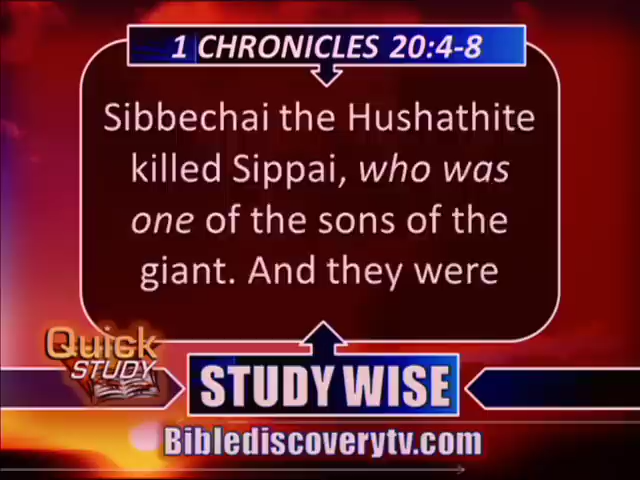 1 CHRONICLES 20:4-8
Sibbechai the Hushathite
killed Sippai, who was
one of the sons of the
giant. And they were
Quick
STUDY
STUDY WISE
Biblediscoverytv.com